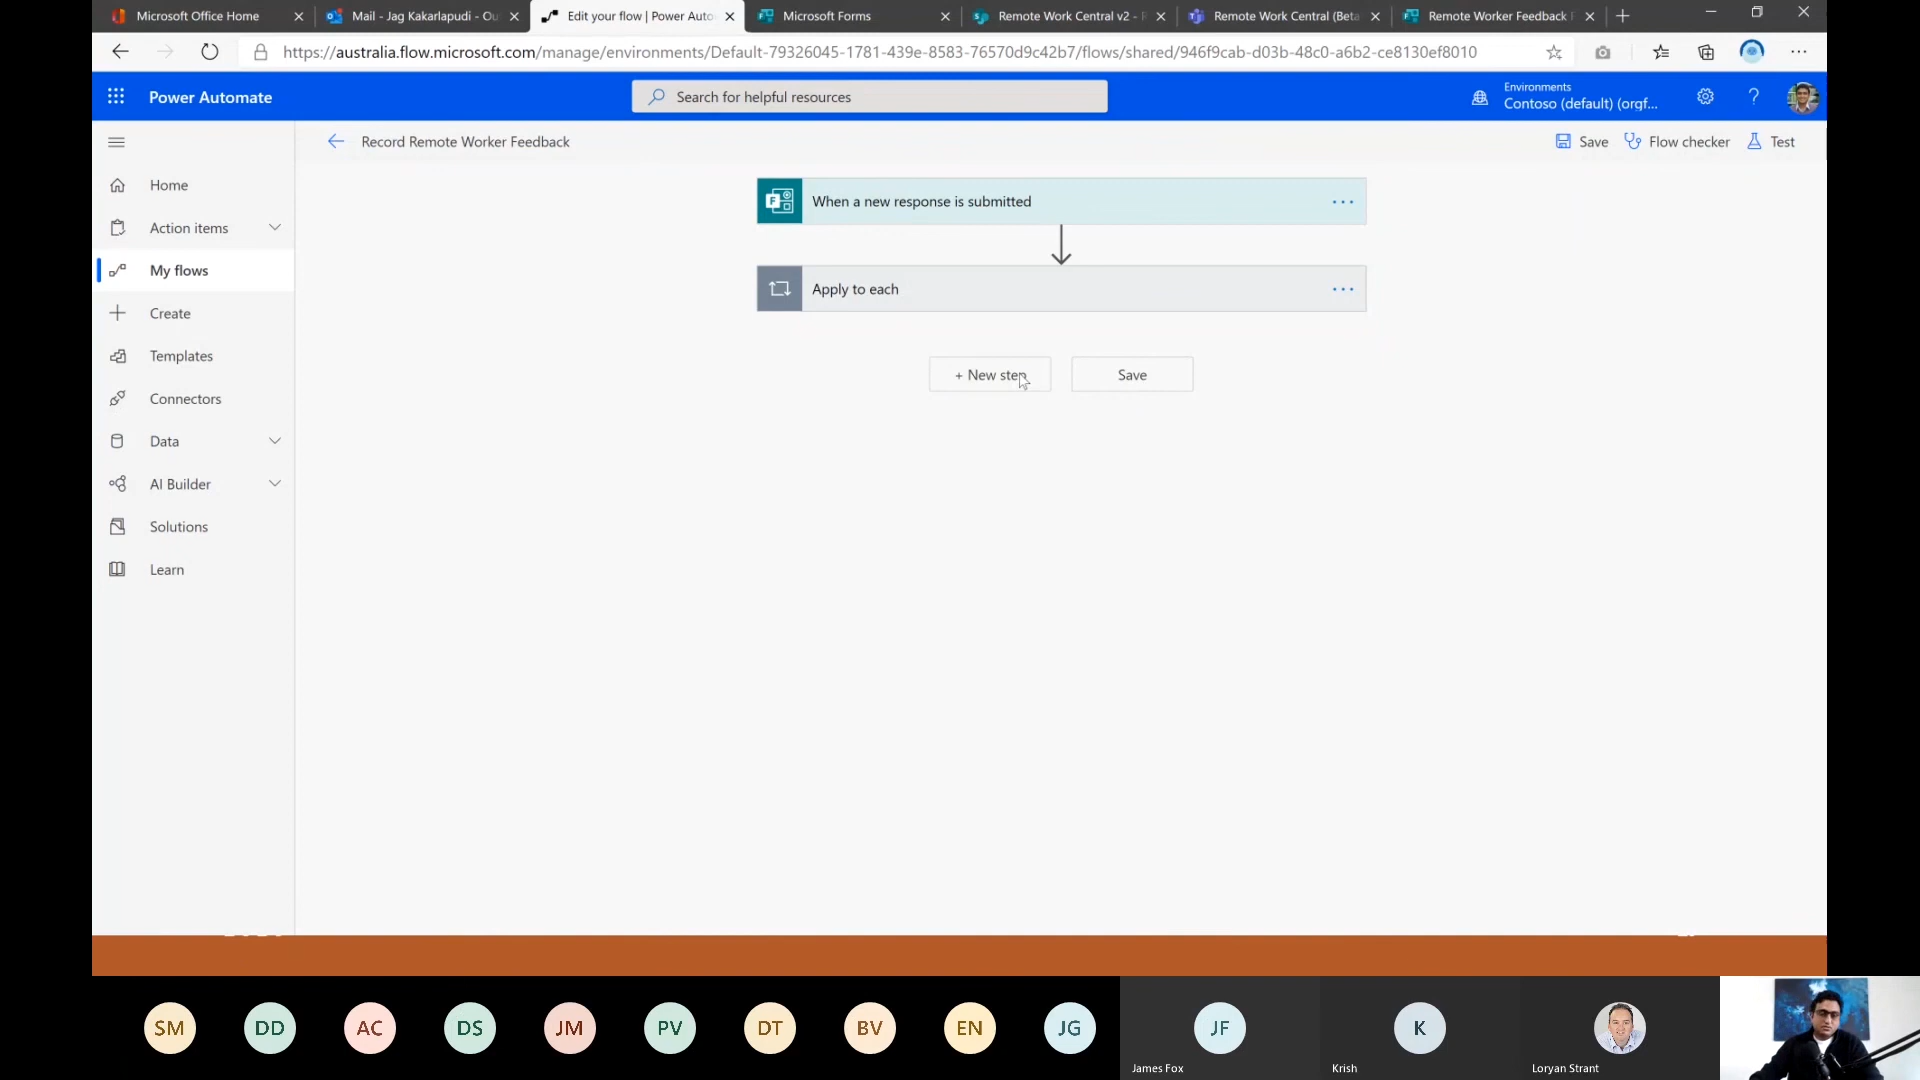 Microsoft Office Home
Mail - Jag Kakarlapudi - Ou
Edit your flow | Power Auto
Microsoft Forms
Remote Work Central v2 -
Remote Work Central (Beta
Remote Worker Feedback
https://australia.flow.microsoft.com/manage/environments/Default-79326045-1781-439e-8583-76570d9c42b7/flows/shared/946f9cab-d03b-48c0-a6b2-ce8130ef8010
Power Automate
Search for helpful resources
Environments
Contoso (default) (orgf...
Record Remote Worker Feedback
Save
Flow checker
Test
Home
Action items
My flows
Create
Templates
Connectors
Data
AI Builder
Solutions
Learn
When a new response is submitted
Apply to each
+ New step
Save
SM
DD
AC
DS
JM
PV
DT
BV
EN
JG
JF
K
James Fox
Krish
Loryan Strant